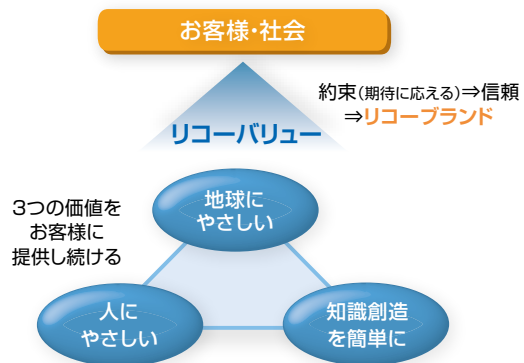 お客様・社会
約束(期待に応える)⇒信頼
⇒リコーブランド
リコーバリュー
3つの価値を
お客様に
提供し続ける
地球に
やさしい
人に
やさしい
知識創造
を簡単に